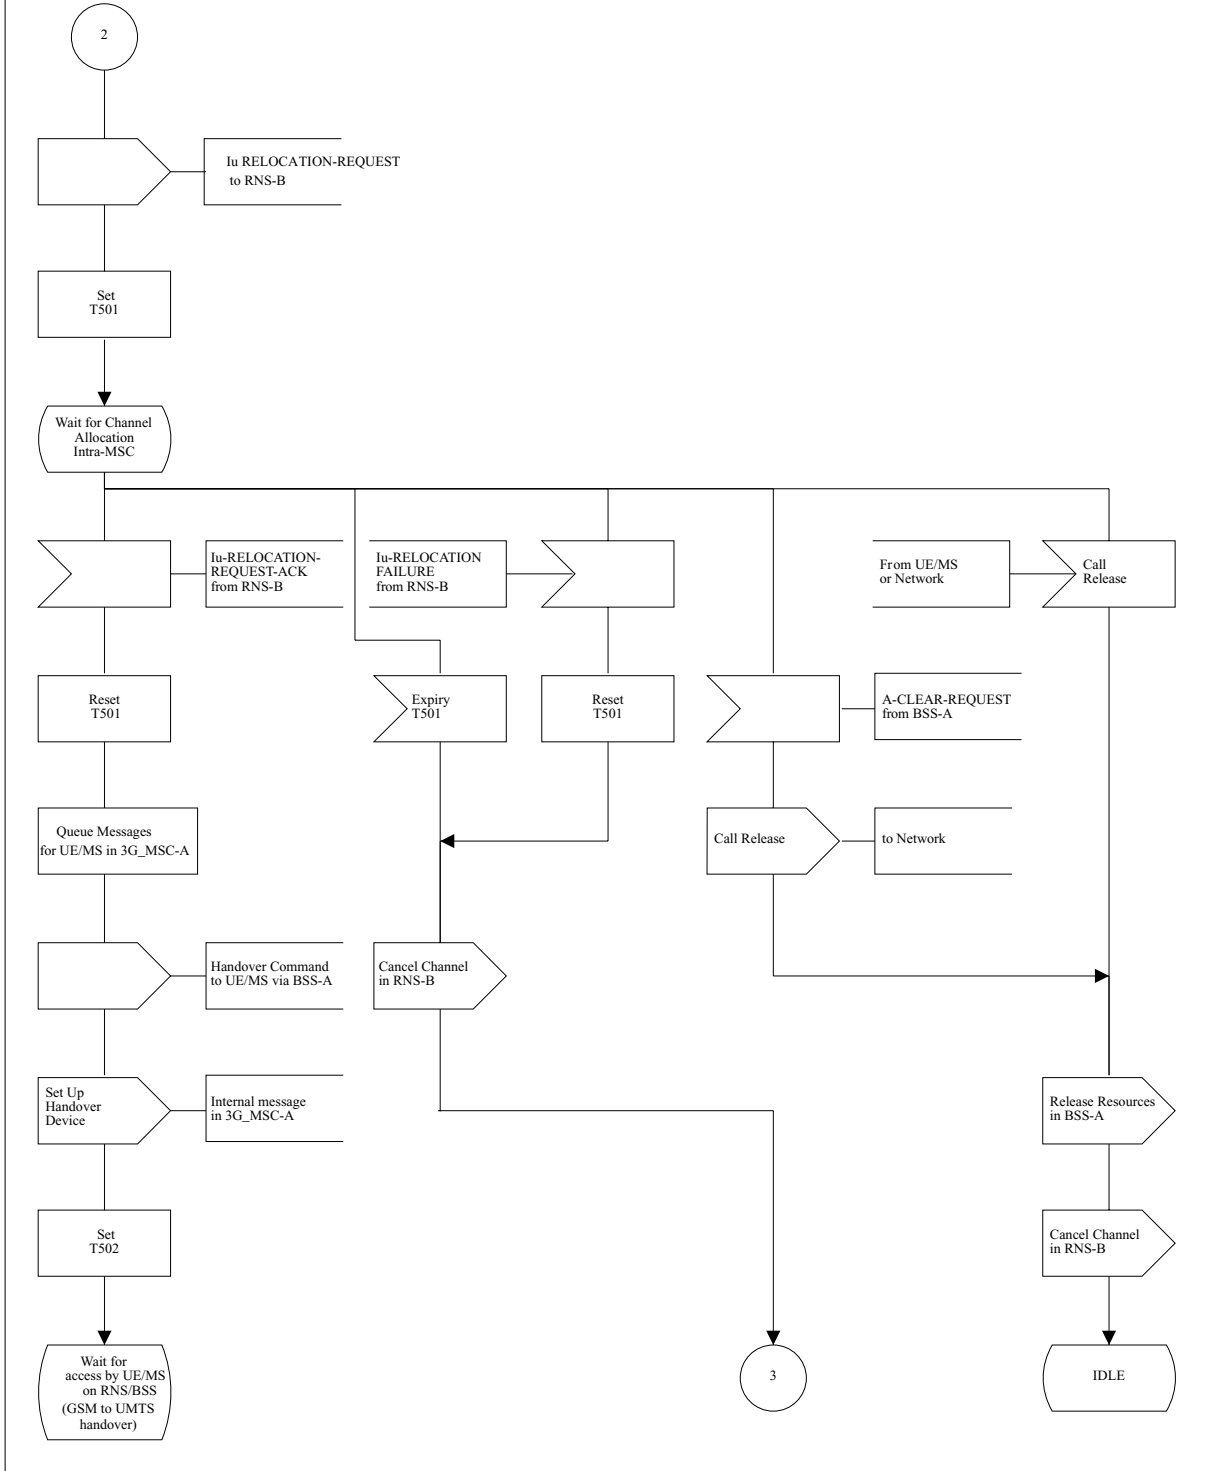 2
Iu RELOCATION-REQUEST
to RNS-B
Set
T501
Wait for Channel
Allocation
Intra-MSC
Iu-RELOCATION-
REQUEST-ACK
from RNS-B
Iu-RELOCATION
FAILURE
from RNS-B
From UE/MS
or Network
Call
Release
Reset
T501
Expiry
T501
Reset
T501
A-CLEAR-REQUEST
from BSS-A
Queue Messages
for UE/MS in 3G_MSC-A
Call Release
to Network
Handover Command
to UE/MS via BSS-A
Cancel Channel
in RNS-B
Set Up
Handover
Device
Internal message
in 3G_MSC-A
Release Resources
in BSS-A
Set
T502
Cancel Channel
in RNS-B
Wait for
access by UE/MS
on RNS/BSS
(GSM to UMTS
handover)
3
IDLE